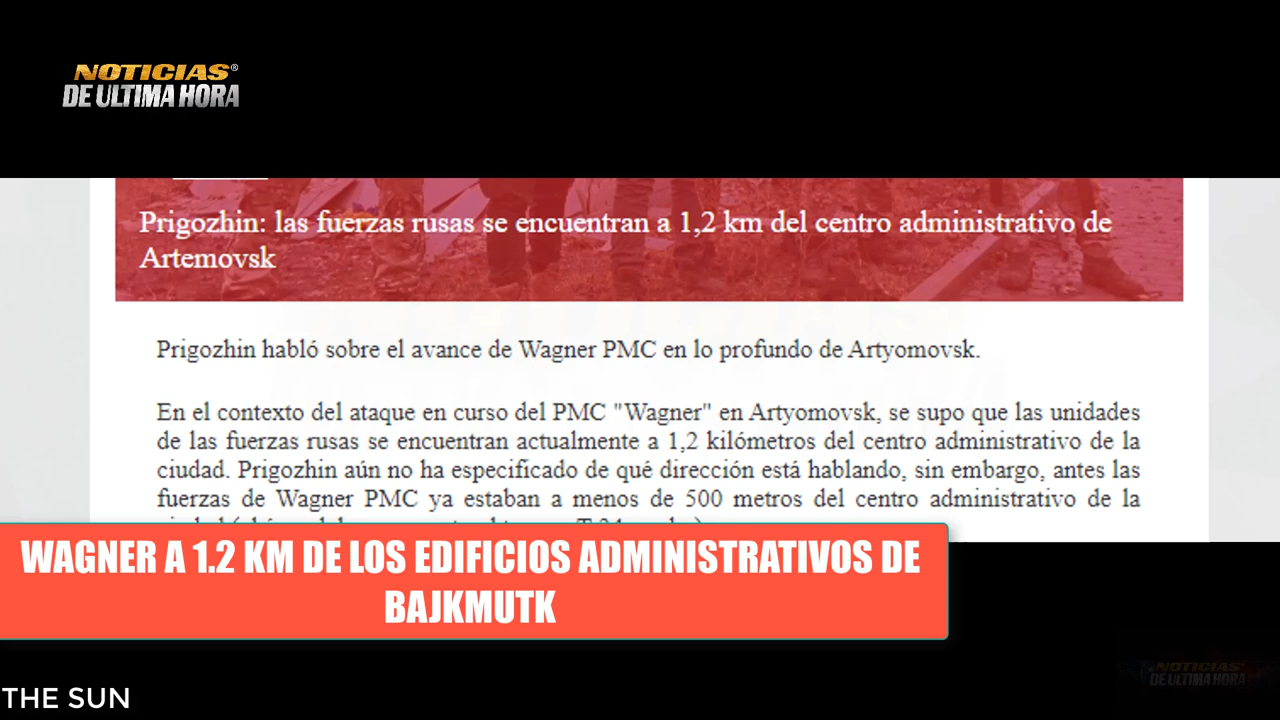 NOTICIAS®
DE ULTIMA HORA
Prigozhin: las fuerzas rusas se encuentran a 1,2 km del centro administrativo de
Artemovsk
Prigozhin habló sobre el avance de Wagner PMC en lo profundo de Artyomovsk.
En el contexto del ataque en curso del PMC "Wagner" en Artyomovsk, se supo que las unidades
de las fuerzas rusas se encuentran actualmente a 1,2 kilómetros del centro administrativo de la
ciudad. Prigozhin aún no ha especificado de qué dirección está hablando, sin embargo, antes las
fuerzas de Wagner PMC ya estaban a menos de 500 metros del centro administrativo de la
WAGNER A 1.2 KM DE LOS EDIFICIOS ADMINISTRATIVOS DE
BAJKMUTK
THE SUN
NOTICIAS
DE ULTIMA HORA